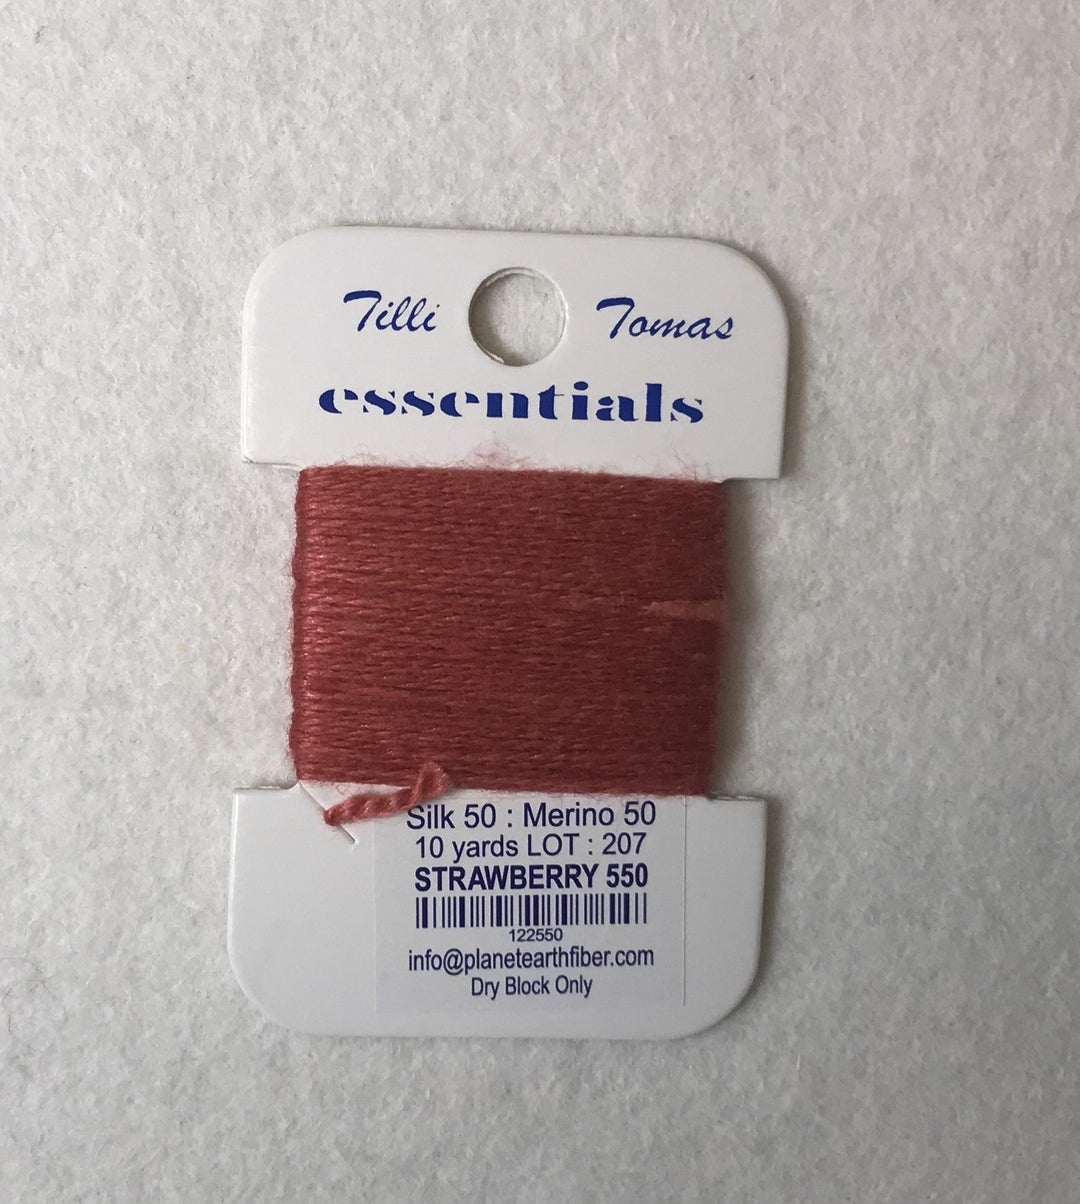 Tilli Tomas
essentials
Silk 50 : Merino 50
10 yards LOT : 207
STRAWBERRY 550
122550
info@planetearthfiber.com
Dry Block Only